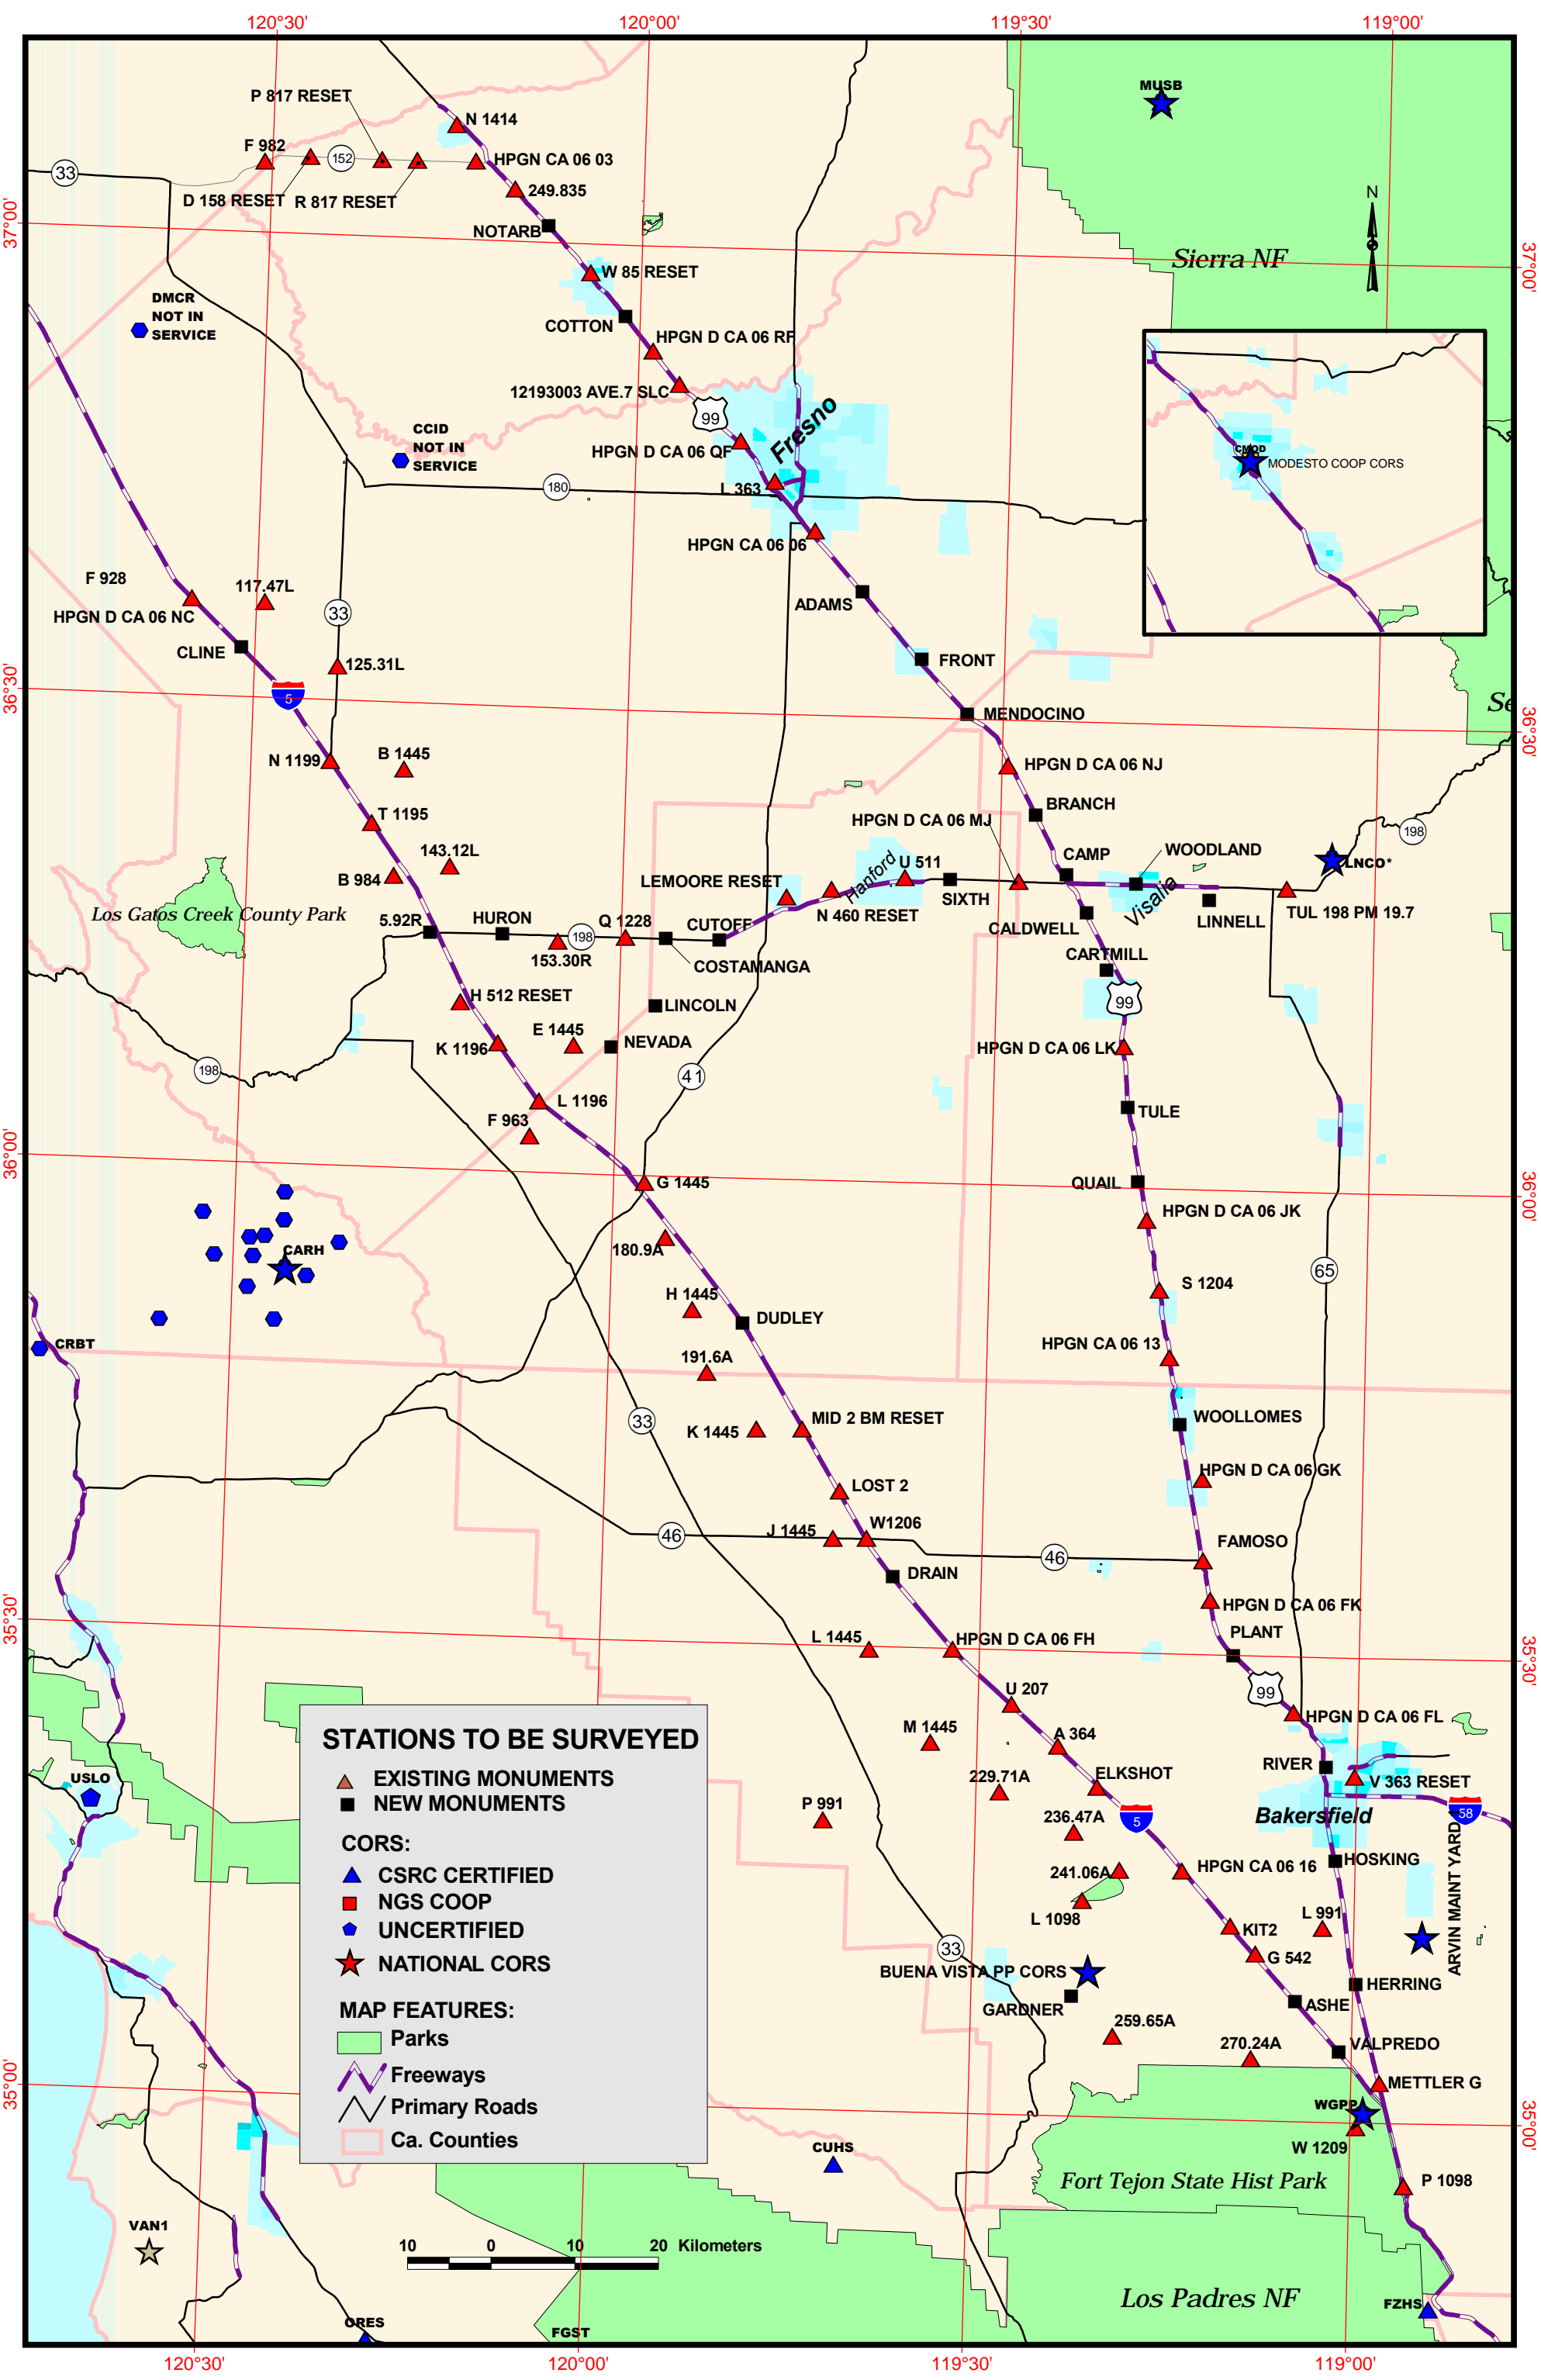 120°30'
120°00'
119°30'
119°00'
MUSB
P 817 RESET
N 1414
F 982
152
HPGN CA 06 03
33
D 158 RESET
R 817 RESET
249.835
N
37°00'
NOTARB
Sierra NF
37°00'
W 85 RESET
DMCR
NOT IN
SERVICE
COTTON
HPGN D CA 06 RF
12193003 AVE.7 SLC
99
Fresno
CCID
NOT IN
SERVICE
HPGN D CA 06 QF
CMOD
MODESTO COOP CORS
180
L 363
HPGN CA 06 06
F 928
117.47L
HPGN D CA 06 NC
33
ADAMS
CLINE
125.31L
FRONT
36°30'
5
Se
MENDOCINO
36°30'
N 1199
B 1445
HPGN D CA 06 NJ
BRANCH
T 1195
HPGN D CA 06 MJ
198
143.12L
CAMP
WOODLAND
LNCO*
B 984
LEMOORE RESET
Hanford
U 511
Los Gatos Creek County Park
5.92R
HURON
Q 1228
CUTOFF
N 460 RESET
SIXTH
Visalia
LINNELL
TUL 198 PM 19.7
198
CALDWELL
153.30R
COSTAMANGA
CARTMILL
H 512 RESET
LINCOLN
99
E 1445
NEVADA
K 1196
HPGN D CA 06 LK
198
41
L 1196
TULE
F 963
36°00'
G 1445
QUAIL
36°00'
HPGN D CA 06 JK
180.9A
CARH
65
H 1445
S 1204
DUDLEY
CRBT
191.6A
HPGN CA 06 13
33
K 1445
MID 2 BM RESET
WOOLLOMES
HPGN D CA 06 GK
LOST 2
46
J 1445
W1206
46
FAMOSO
DRAIN
HPGN D CA 06 FK
35°30'
L 1445
HPGN D CA 06 FH
PLANT
35°30'
U 207
99
HPGN D CA 06 FL
STATIONS TO BE SURVEYED
M 1445
A 364
RIVER
USLO
EXISTING MONUMENTS
229.71A
ELKSHOT
V 363 RESET
NEW MONUMENTS
P 991
236.47A
5
Bakersfield
58
CORS:
241.06A
HPGN CA 06 16
HOSKING
ARVIN MAINT YARD
CSRC CERTIFIED
NGS COOP
L 1098
L 991
UNCERTIFIED
KIT2
33
G 542
NATIONAL CORS
BUENA VISTA PP CORS
HERRING
GARDNER
ASHE
MAP FEATURES:
259.65A
Parks
270.24A
VALPREDO
Freeways
METTLER G
35°00'
Primary Roads
WGPP
35°00'
Ca. Counties
W 1209
CUHS
Fort Tejon State Hist Park
P 1098
VAN1
10 0 10 20 Kilometers
Los Padres NF
FZHS
ORES
FGST
120°30'
120°00'
119°30'
119°00'